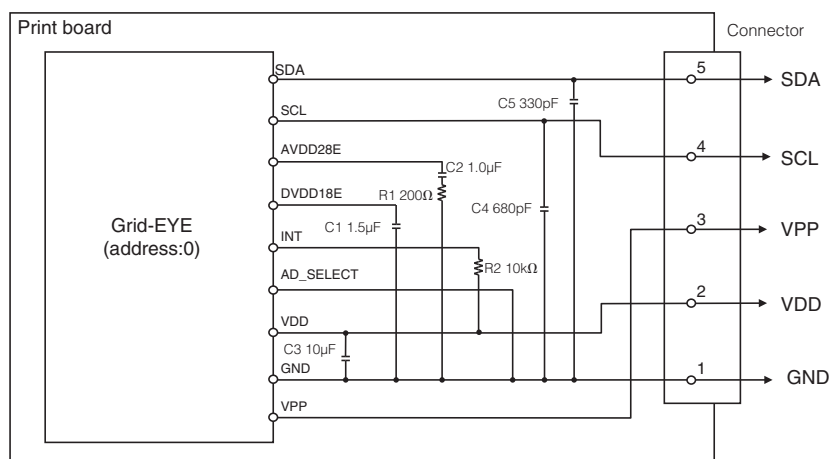 Print board
Connector
SDA
5
SDA
C5 330pF
SCL
4
SCL
AVDD28E
C2 1.0µF
DVDD18E
R1 200Ω
C4 680pF
Grid-EYE
(address:0)
C1 1.5µF
3
VPP
INT
R2 10kΩ
AD_SELECT
2
VDD
VDD
C3 10µF
GND
1
GND
VPP